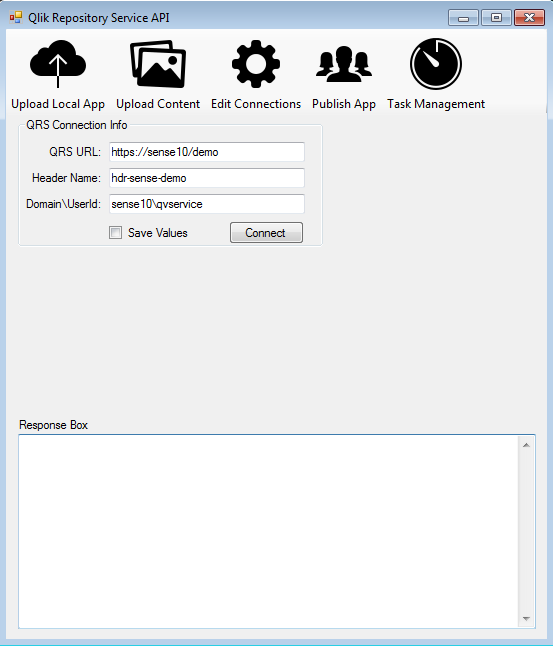 Qlik Repository Service API
Upload Local App Upload Content Edit Connections Publish App Task Management
QRS Connection Info
QRS URL: https://sense10/demo
Header Name: hdr-sense-demo
Domain\UserId: sense10\qvservice
Save Values Connect
Response Box